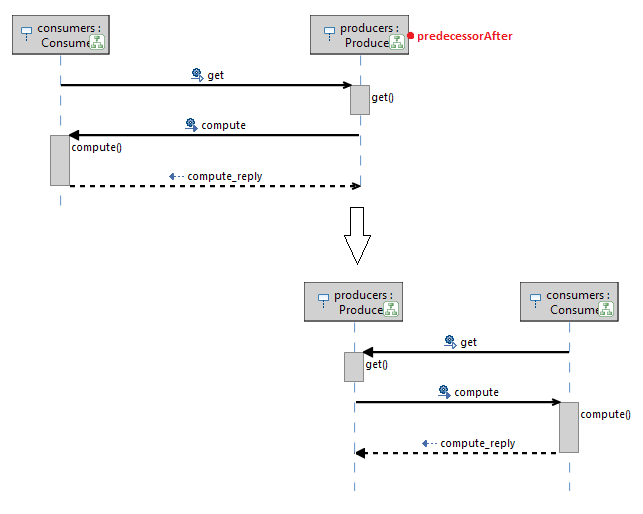 consumers :
Consume
producers :
Produce
predecessorAfter
get
get()
compute
compute()
compute_reply
producers :
Produce
consumers :
Consume
get
get()
compute
compute()
compute_reply